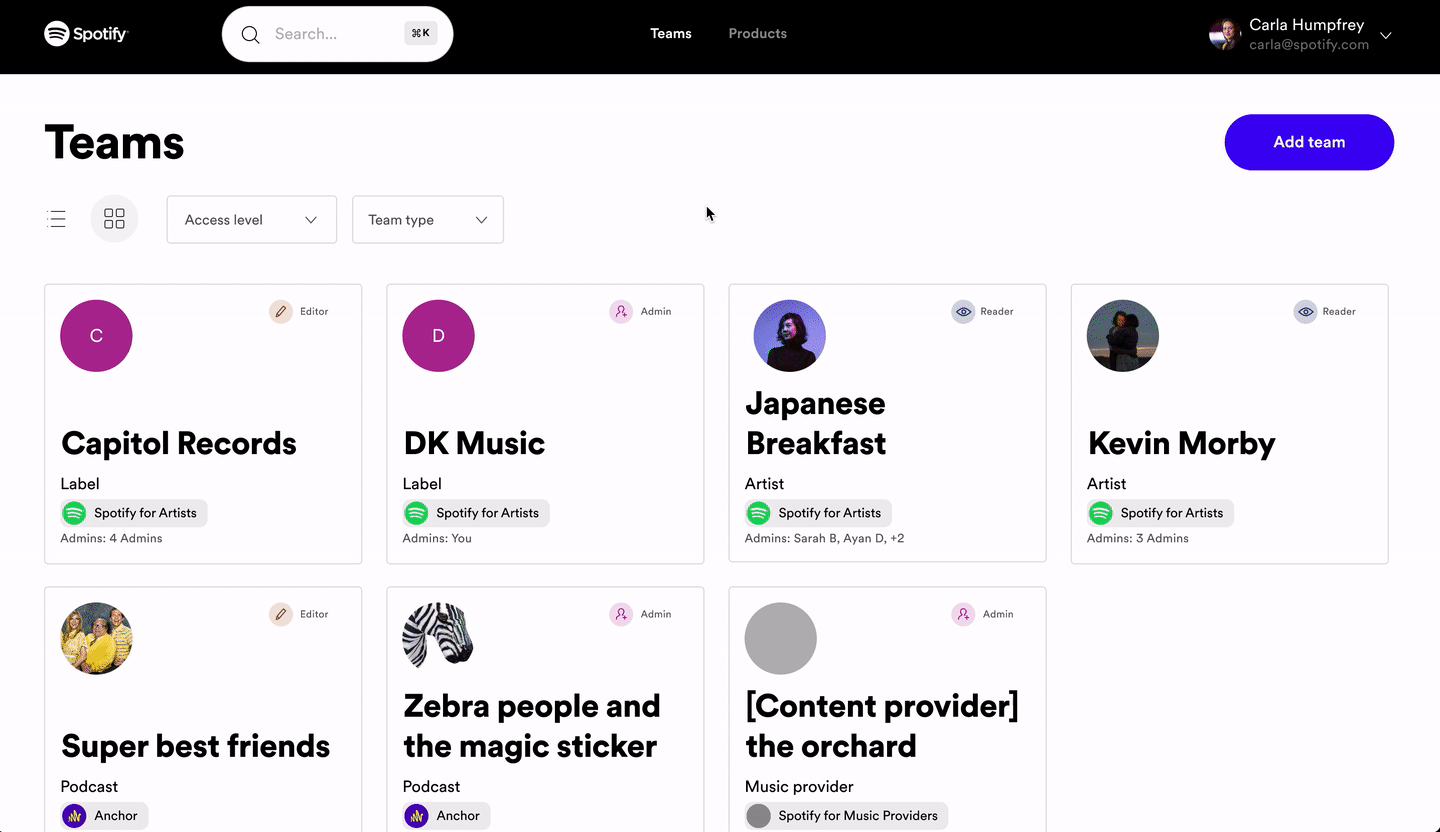 Spotify
Search...
⌘K
Teams
Products
Carla Humpfrey
carla@spotify.com
Teams
Add team
Access level
Team type
C
Editor
Capitol Records
Label
Spotify for Artists
Admins: 4 Admins
D
Admin
DK Music
Label
Spotify for Artists
Admins: You
Reader
Japanese
Breakfast
Artist
Spotify for Artists
Admins: Sarah B, Ayan D, +2
Reader
Kevin Morby
Artist
Spotify for Artists
Admins: 3 Admins
Editor
Super best friends
Podcast
Anchor
Admin
Zebra people and
the magic sticker
Podcast
Anchor
Admin
[Content provider]
the orchard
Music provider
Spotify for Music Providers